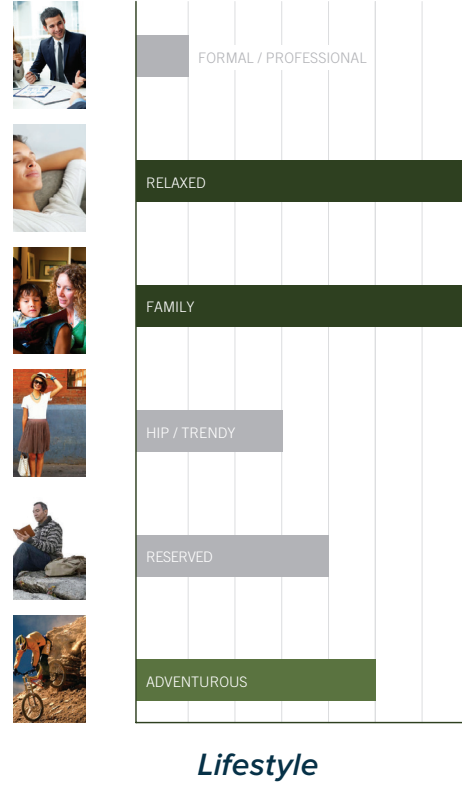 FORMAL / PROFESSIONAL
RELAXED
FAMILY
HIP / TRENDY
RESERVED
ADVENTUROUS
Lifestyle